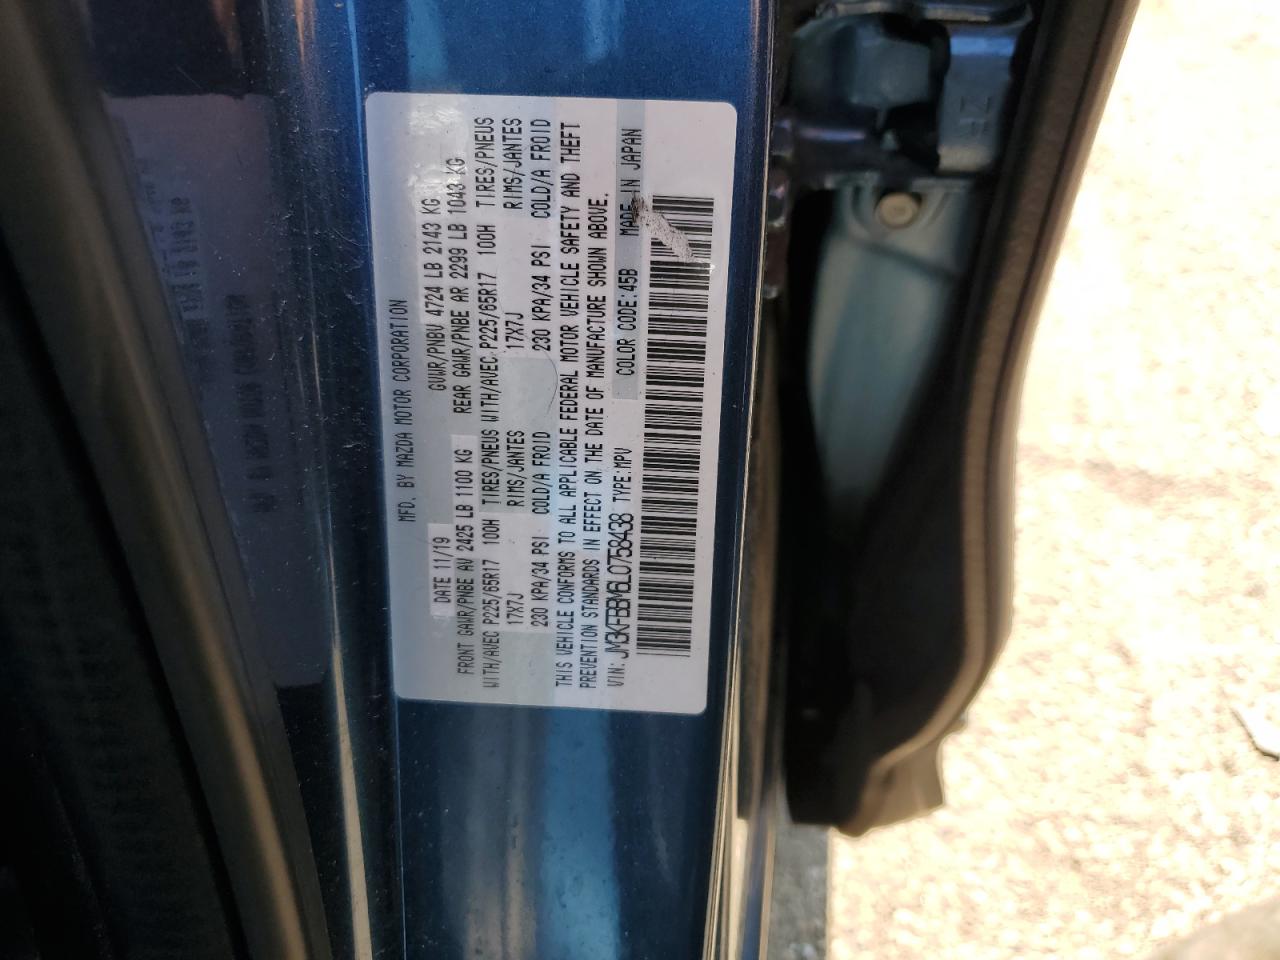 MFD. BY MAZDA MOTOR CORPORATION
DATE 11/19 GVWR/PNBV 4724 LB 2143 KG
FRONT GAWR/PNBE AV 2425 LB 1100 KG REAR GAWR/PNBE AR 2299 LB 1043 KG
WITH/AVEC P225/65R17 100H TIRES/PNEUS WITH/AVEC P225/65R17 100H TIRES/PNEUS
17X7J RIMS/JANTES 17X7J RIMS/JANTES
230 KPA/34 PSI COLD/A FROID 230 KPA/34 PSI COLD/A FROID
THIS VEHICLE CONFORMS TO ALL APPLICABLE FEDERAL MOTOR VEHICLE SAFETY AND THEFT
PREVENTION STANDARDS IN EFFECT ON THE DATE OF MANUFACTURE SHOWN ABOVE.
VIN: JM3KFBBM6L0758438 TYPE:MPV COLOR CODE:45B MADE IN JAPAN